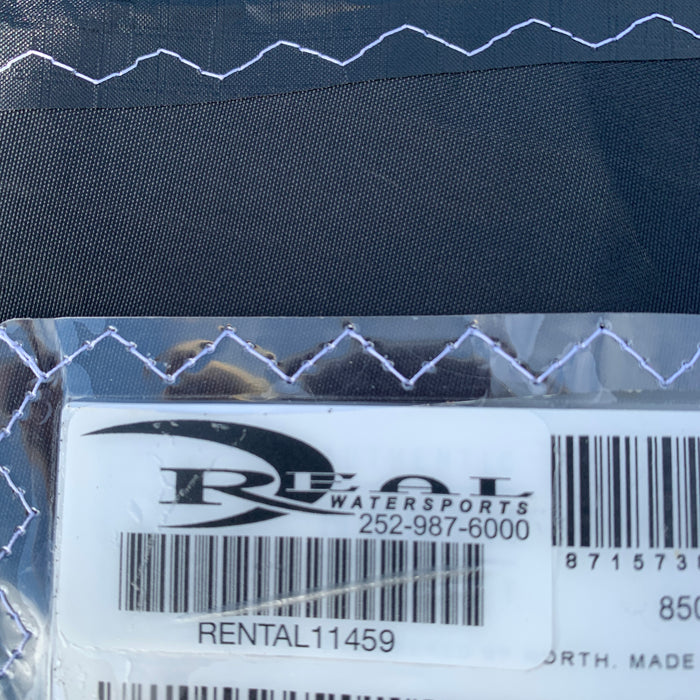 REAL
WATERSPORTS
252-987-6000
RENTAL11459
871573
850
ORTH. MADE